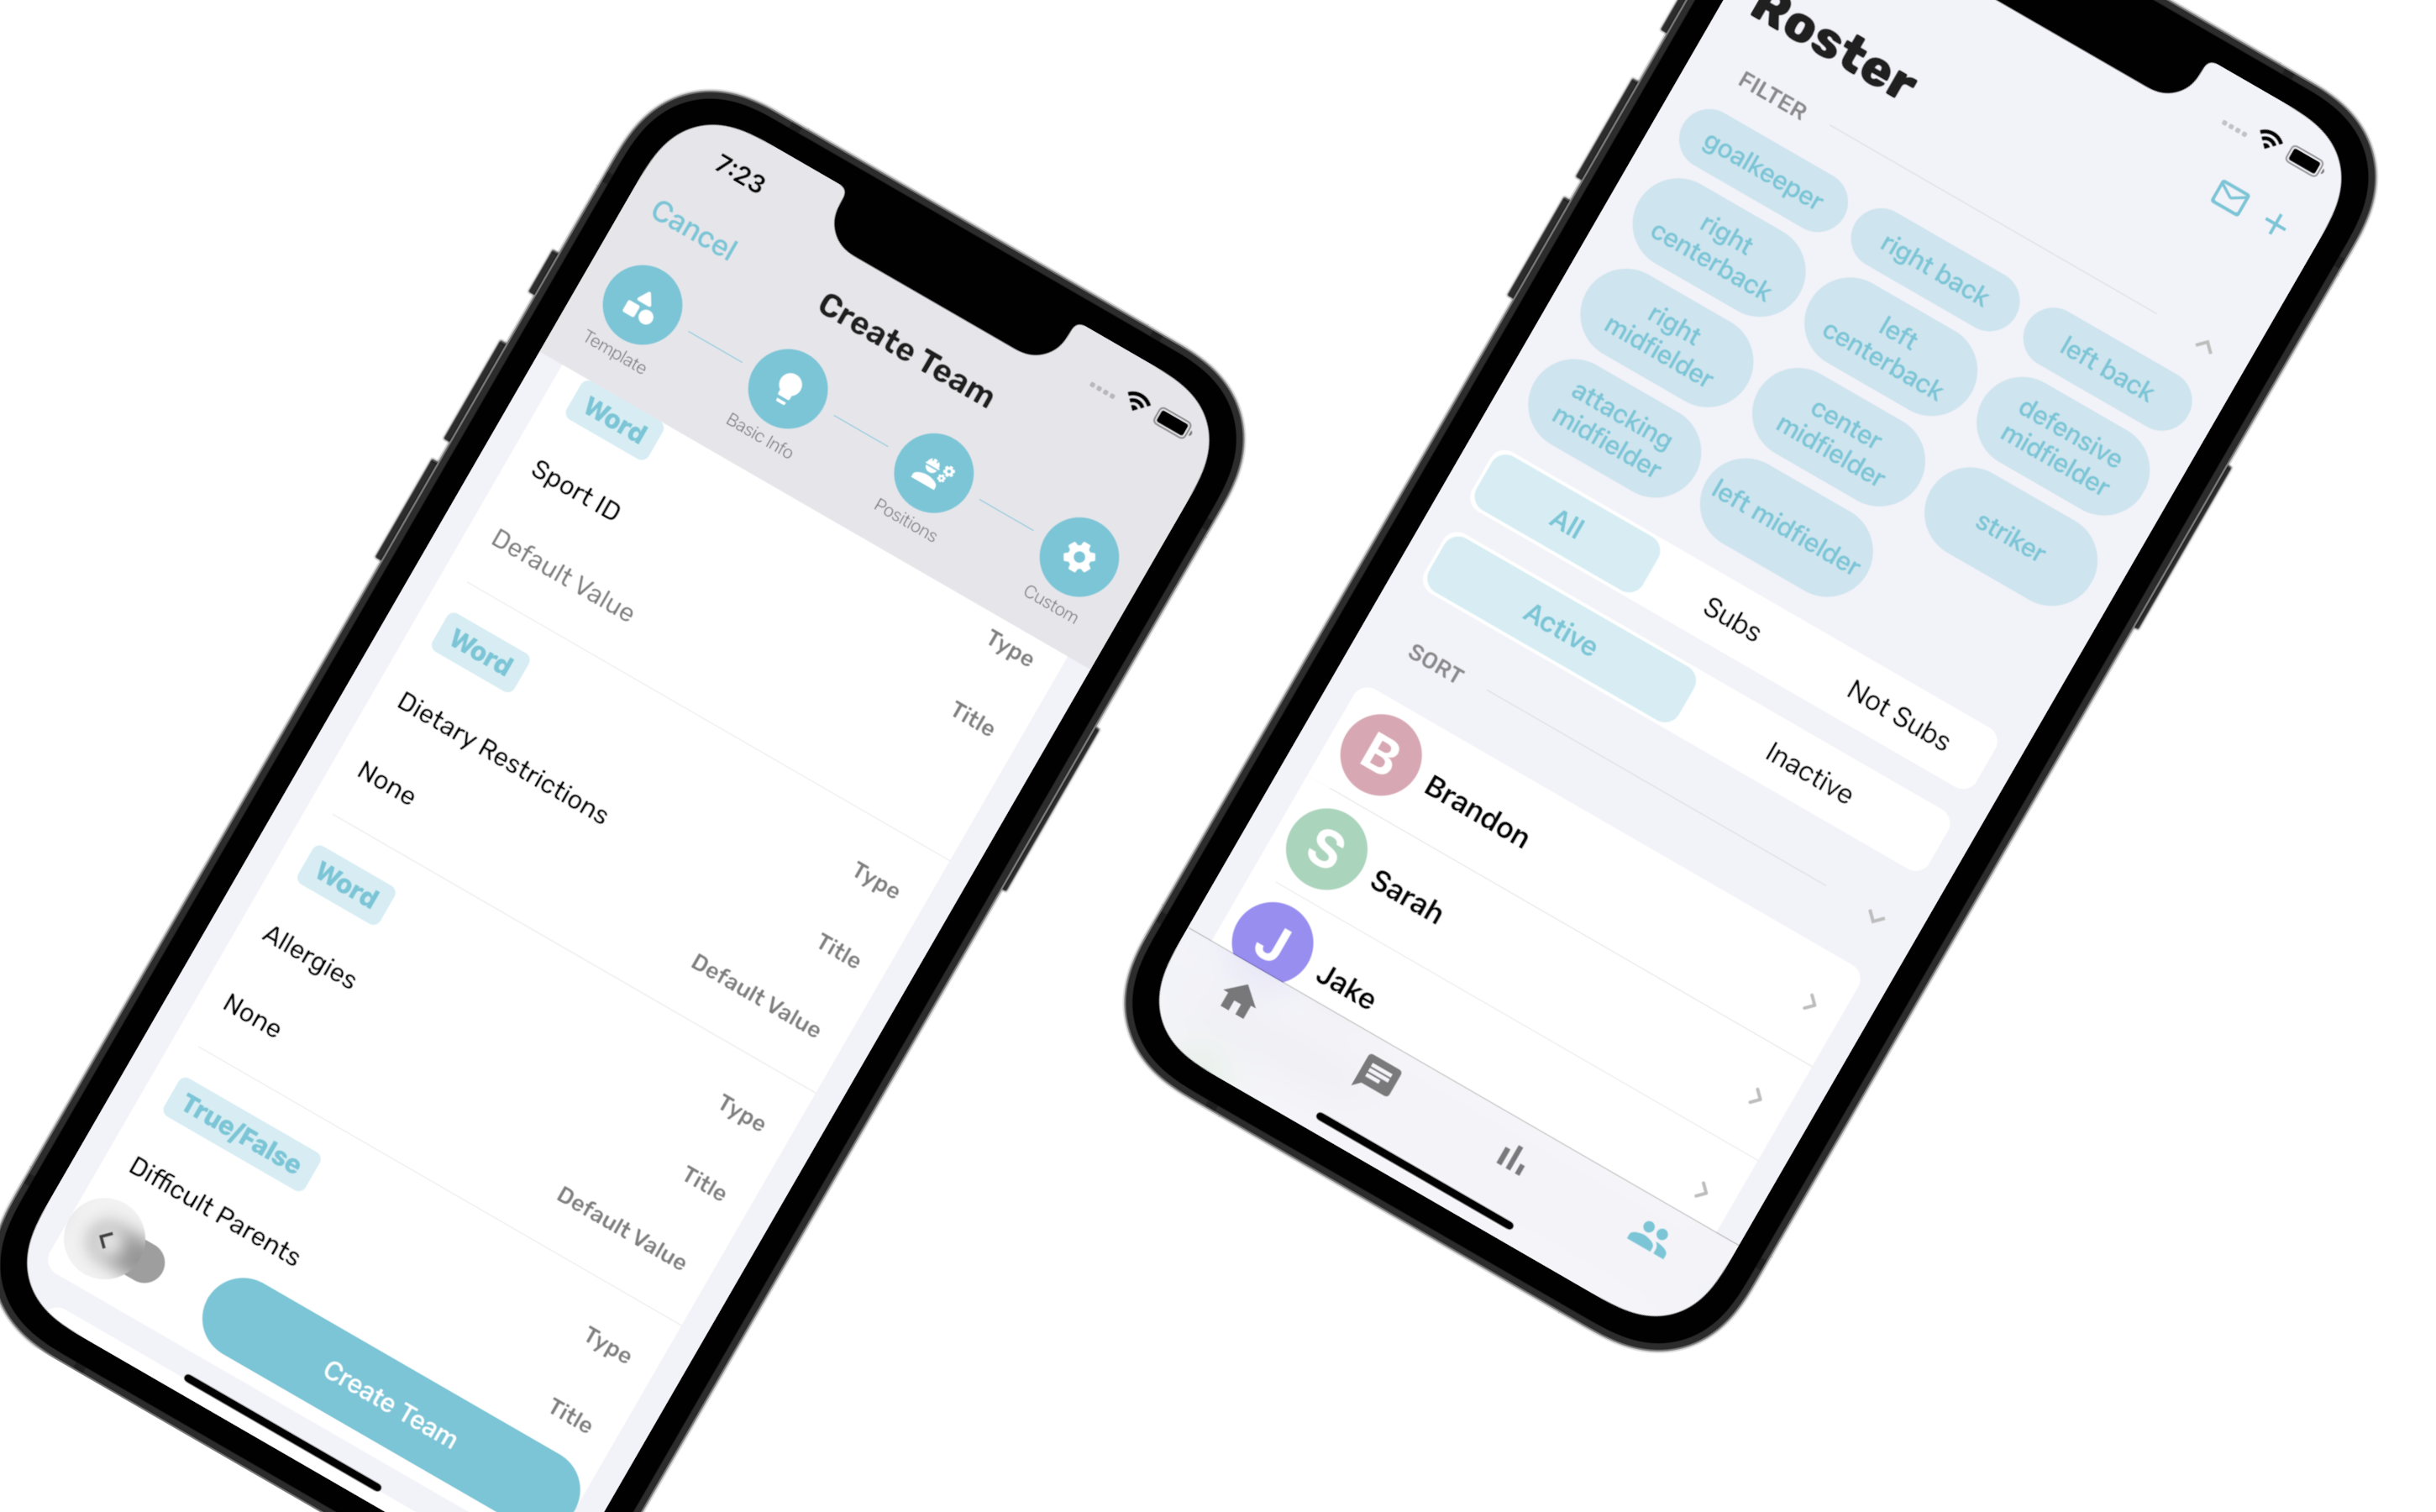 7:23
Cancel
Create Team
Template
Basic Info
Positions
Custom
Word
Type
Sport ID
Title
Default Value
Word
Type
Dietary Restrictions
Title
None
Default Value
Word
Type
Allergies
Title
None
Default Value
True/False
Type
Difficult Parents
Title
Create Team
Roster
FILTER
goalkeeper
right back
left back
right
centerback
left
centerback
defensive
midfielder
right
midfielder
center
midfielder
striker
attacking
midfielder
left midfielder
All
Subs
Not Subs
Active
Inactive
SORT
B
Brandon
S
Sarah
J
Jake